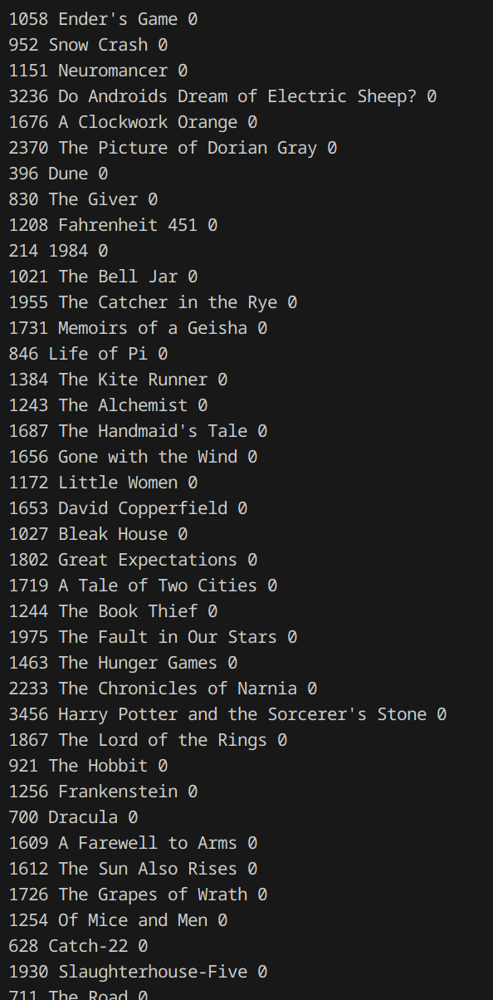 1058 Ender's Game 0
952 Snow Crash 0
1151 Neuromancer 0
3236 Do Androids Dream of Electric Sheep? 0
1676 A Clockwork Orange 0
2370 The Picture of Dorian Gray 0
396 Dune 0
830 The Giver 0
1208 Fahrenheit 451 0
214 1984 0
1021 The Bell Jar 0
1955 The Catcher in the Rye 0
1731 Memoirs of a Geisha 0
846 Life of Pi 0
1384 The Kite Runner 0
1243 The Alchemist 0
1687 The Handmaid's Tale 0
1656 Gone with the Wind 0
1172 Little Women 0
1653 David Copperfield 0
1027 Bleak House 0
1802 Great Expectations 0
1719 A Tale of Two Cities 0
1244 The Book Thief 0
1975 The Fault in Our Stars 0
1463 The Hunger Games 0
2233 The Chronicles of Narnia 0
3456 Harry Potter and the Sorcerer's Stone 0
1867 The Lord of the Rings 0
921 The Hobbit 0
1256 Frankenstein 0
700 Dracula 0
1609 A Farewell to Arms 0
1612 The Sun Also Rises 0
1726 The Grapes of Wrath 0
1254 Of Mice and Men 0
628 Catch-22 0
1930 Slaughterhouse-Five 0
711 The Road 0